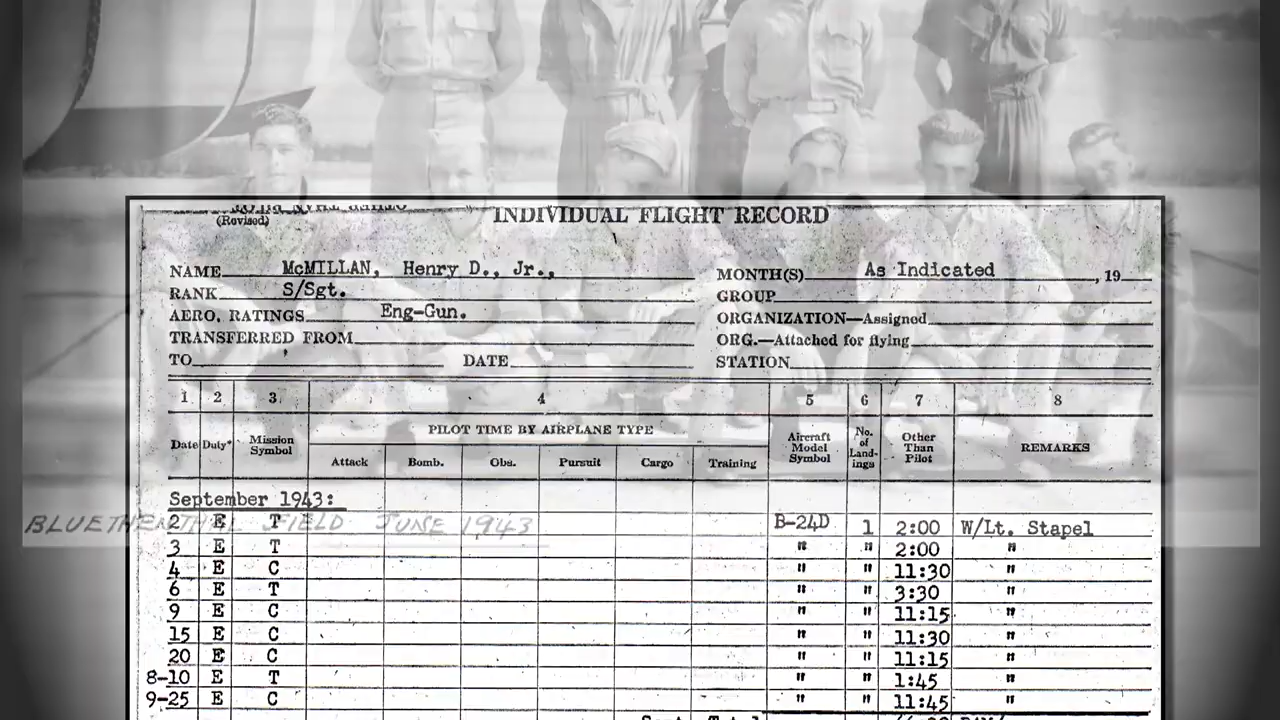 (Revised)
INDIVIDUAL FLIGHT RECORD
NAME McMILLAN, Henry D., Jr., MONTH(S) As Indicated, 19
RANK S/Sgt. GROUP
AERO. RATINGS Eng-Gun. ORGANIZATION—Assigned
TRANSFERRED FROM ORG.—Attached for flying
TO DATE STATION
1 2 3 4 5 6 7 8
Date Duty* Mission Symbol PILOT TIME BY AIRPLANE TYPE Aircraft Model Symbol No. of Land-ings Other Than Pilot REMARKS
Attack Bomb. Obs. Pursuit Cargo Training
September 1943:
2 E T B-24D 1 2:00 W/Lt. Stapel
BLUETHENTHAL FIELD JUNE 1943
3 E T " " 2:00 "
4 E C " " 11:30 "
6 E T " " 3:30 "
9 E C " " 11:15 "
15 E C " " 11:30 "
20 E C " " 11:15 "
8-10 E T " " 1:45 "
9-25 E C " " 11:45 "